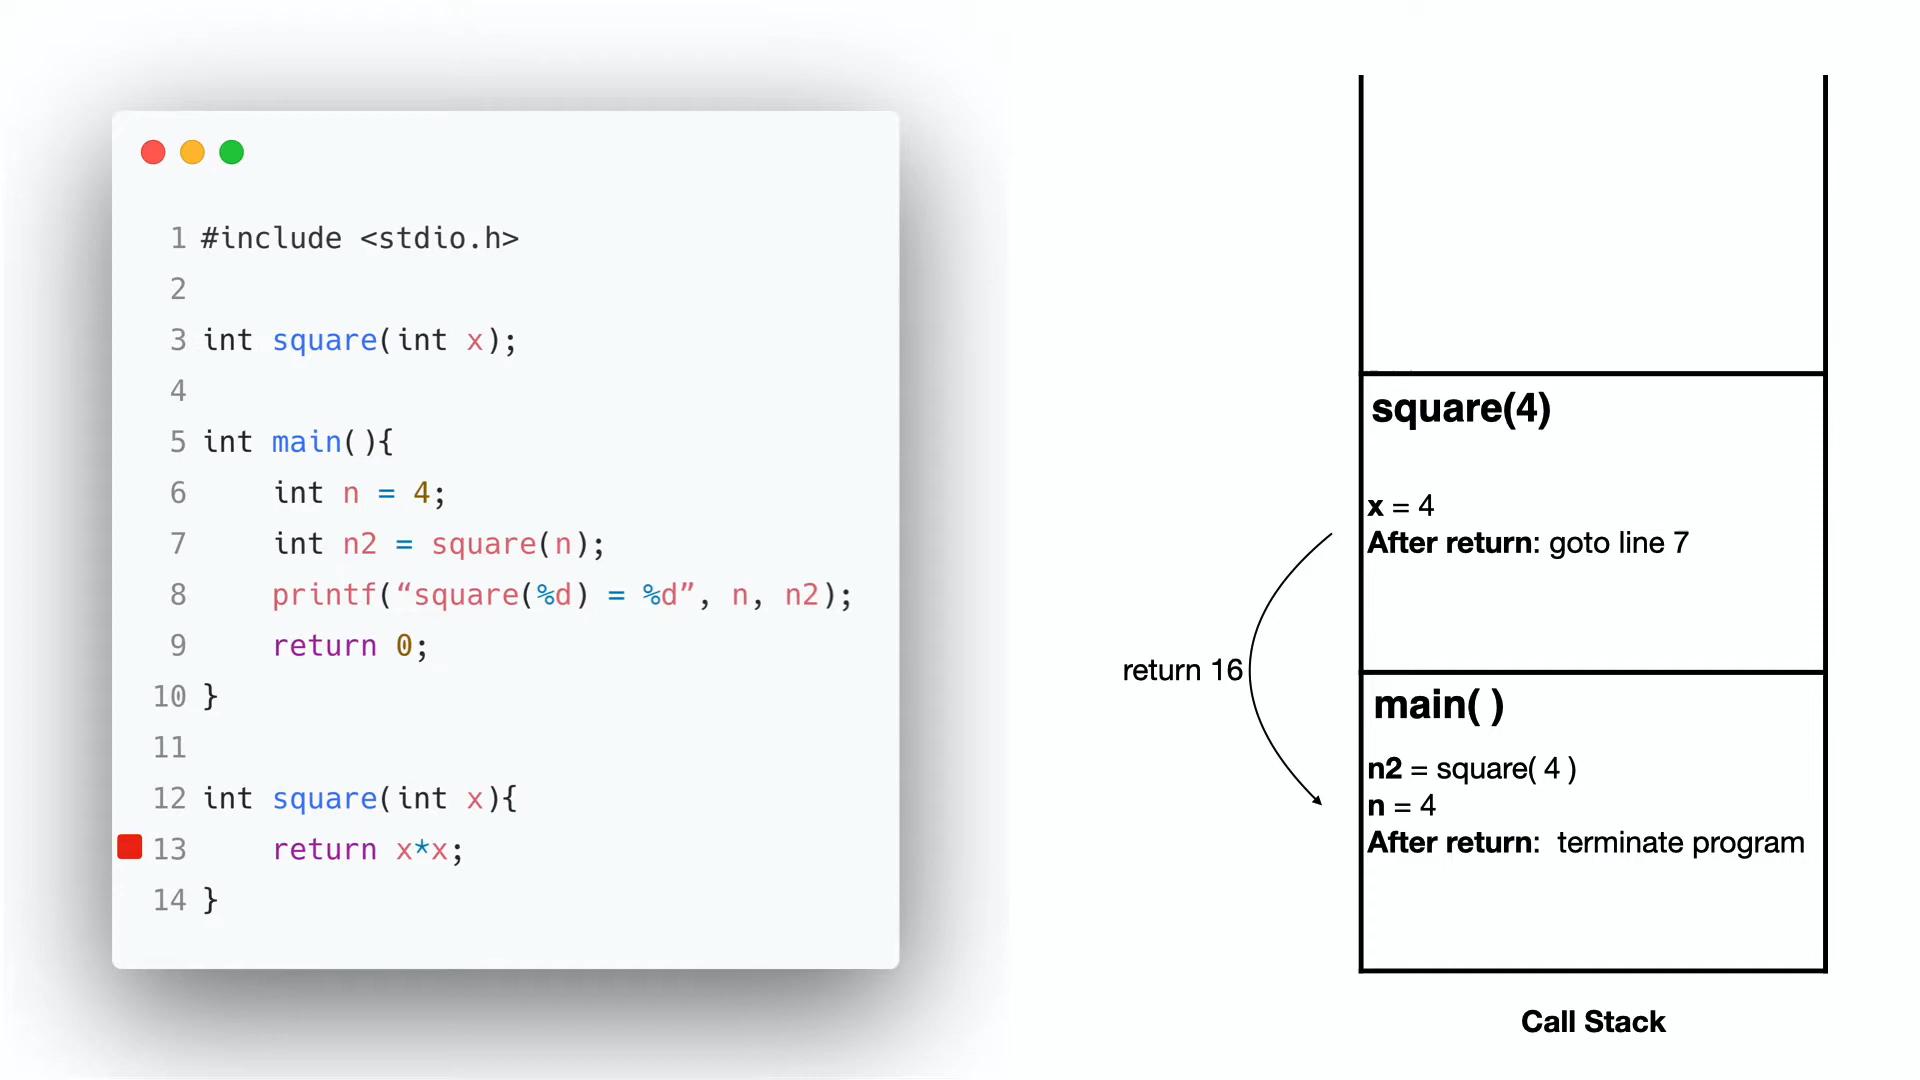 1 #include <stdio.h>
2
3 int square(int x);
4
5 int main(){
6     int n = 4;
7     int n2 = square(n);
8     printf(“square(%d) = %d”, n, n2);
9     return 0;
10 }
11
12 int square(int x){
13     return x*x;
14 }
square(4)
x = 4
After return: goto line 7
return 16
main( )
n2 = square( 4 )
n = 4
After return: terminate program
Call Stack